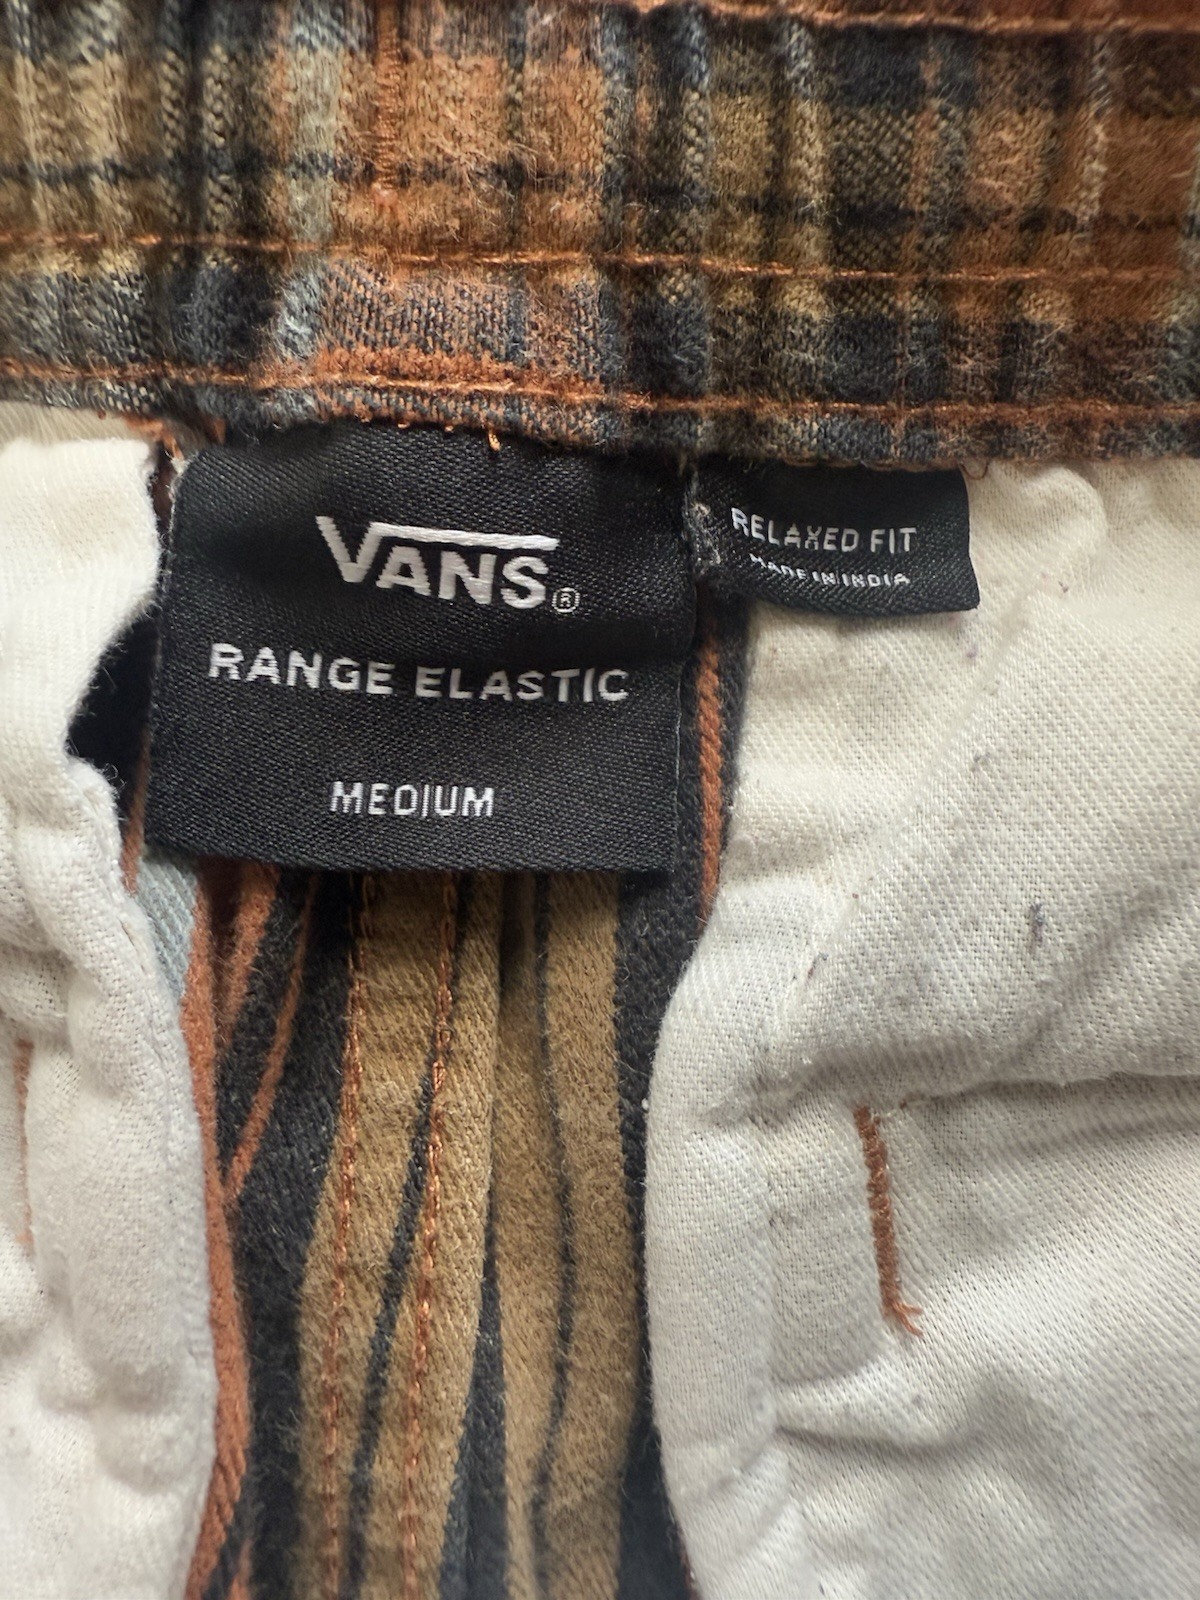 VANS®
RANGE ELASTIC
MEDIUM
RELAXED FIT
MADE IN INDIA